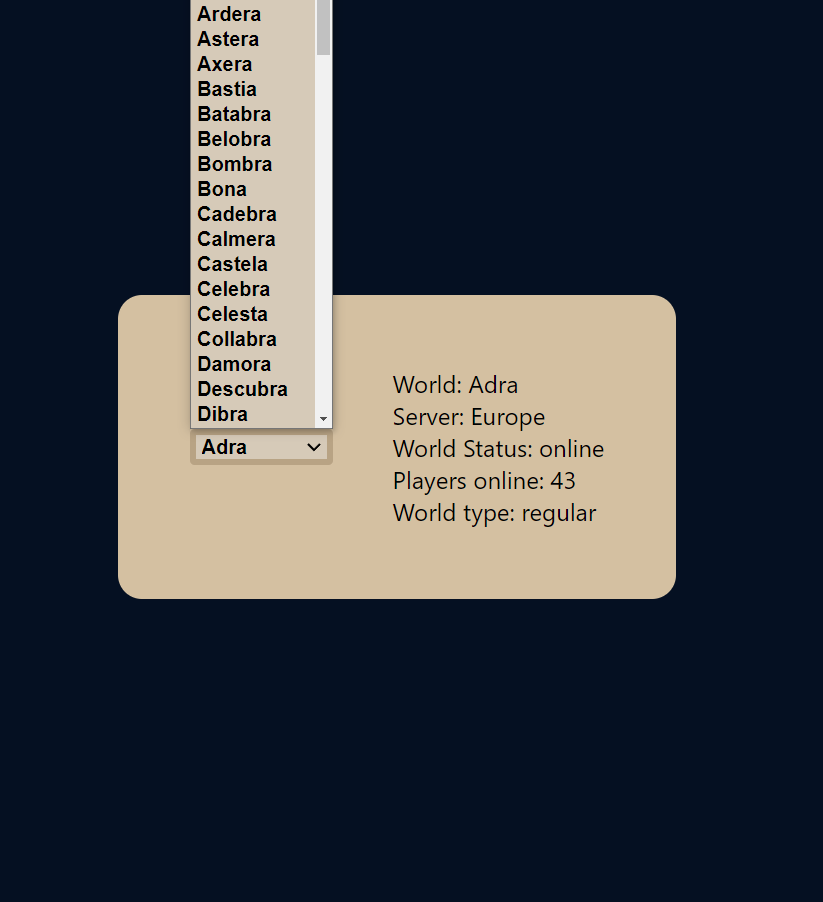 Ardera
Astera
Axera
Bastia
Batabra
Belobra
Bombra
Bona
Cadebra
Calmera
Castela
Celebra
Celesta
Collabra
Damora
Descubra
Dibra
Adra
World: Adra
Server: Europe
World Status: online
Players online: 43
World type: regular